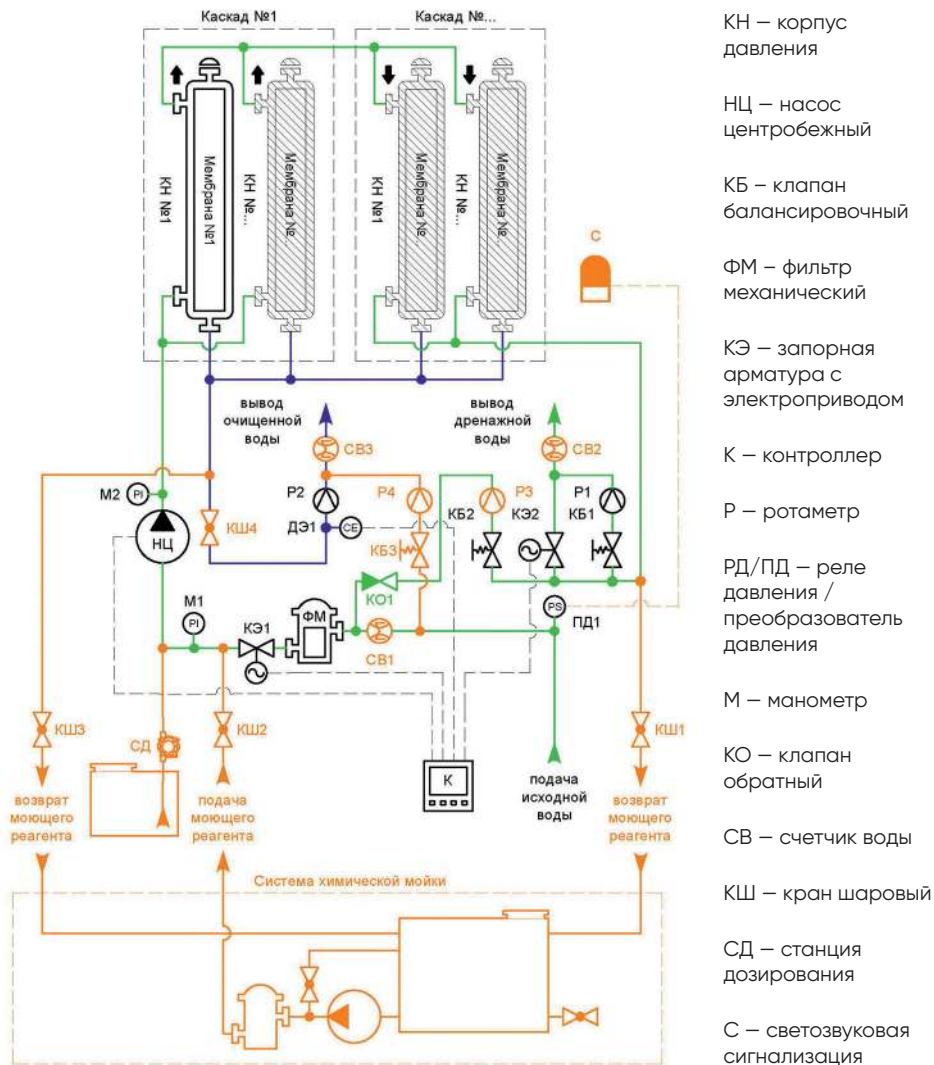 Каскад №1
Каскад №...
КН №1
Мембрана №1
КН №...
Мембрана №...
КН №1
Мембрана №...
КН №...
Мембрана №...
С
вывод
очищенной
воды
вывод
дренажной
воды
СВ3
СВ2
М2
PI
НЦ
КШ4
Р2
ДЭ1
CE
Р4
КБ3
КБ2
Р3
КЭ2
Р1
КБ1
КО1
М1
PI
КЭ1
ФМ
СВ1
PS
ПД1
КШ3
СД
КШ2
К
КШ1
возврат
моющего
реагента
подача
моющего
реагента
подача
исходной
воды
возврат
моющего
реагента
Система химической мойки
КН – корпус
давления
НЦ – насос
центробежный
КБ – клапан
балансировочный
ФМ – фильтр
механический
КЭ – запорная
арматура с
электроприводом
К – контроллер
Р – ротаметр
РД/ПД – реле
давления /
преобразователь
давления
М – манометр
КО – клапан
обратный
СВ – счетчик воды
КШ – кран шаровый
СД – станция
дозирования
С – светозвуковая
сигнализация